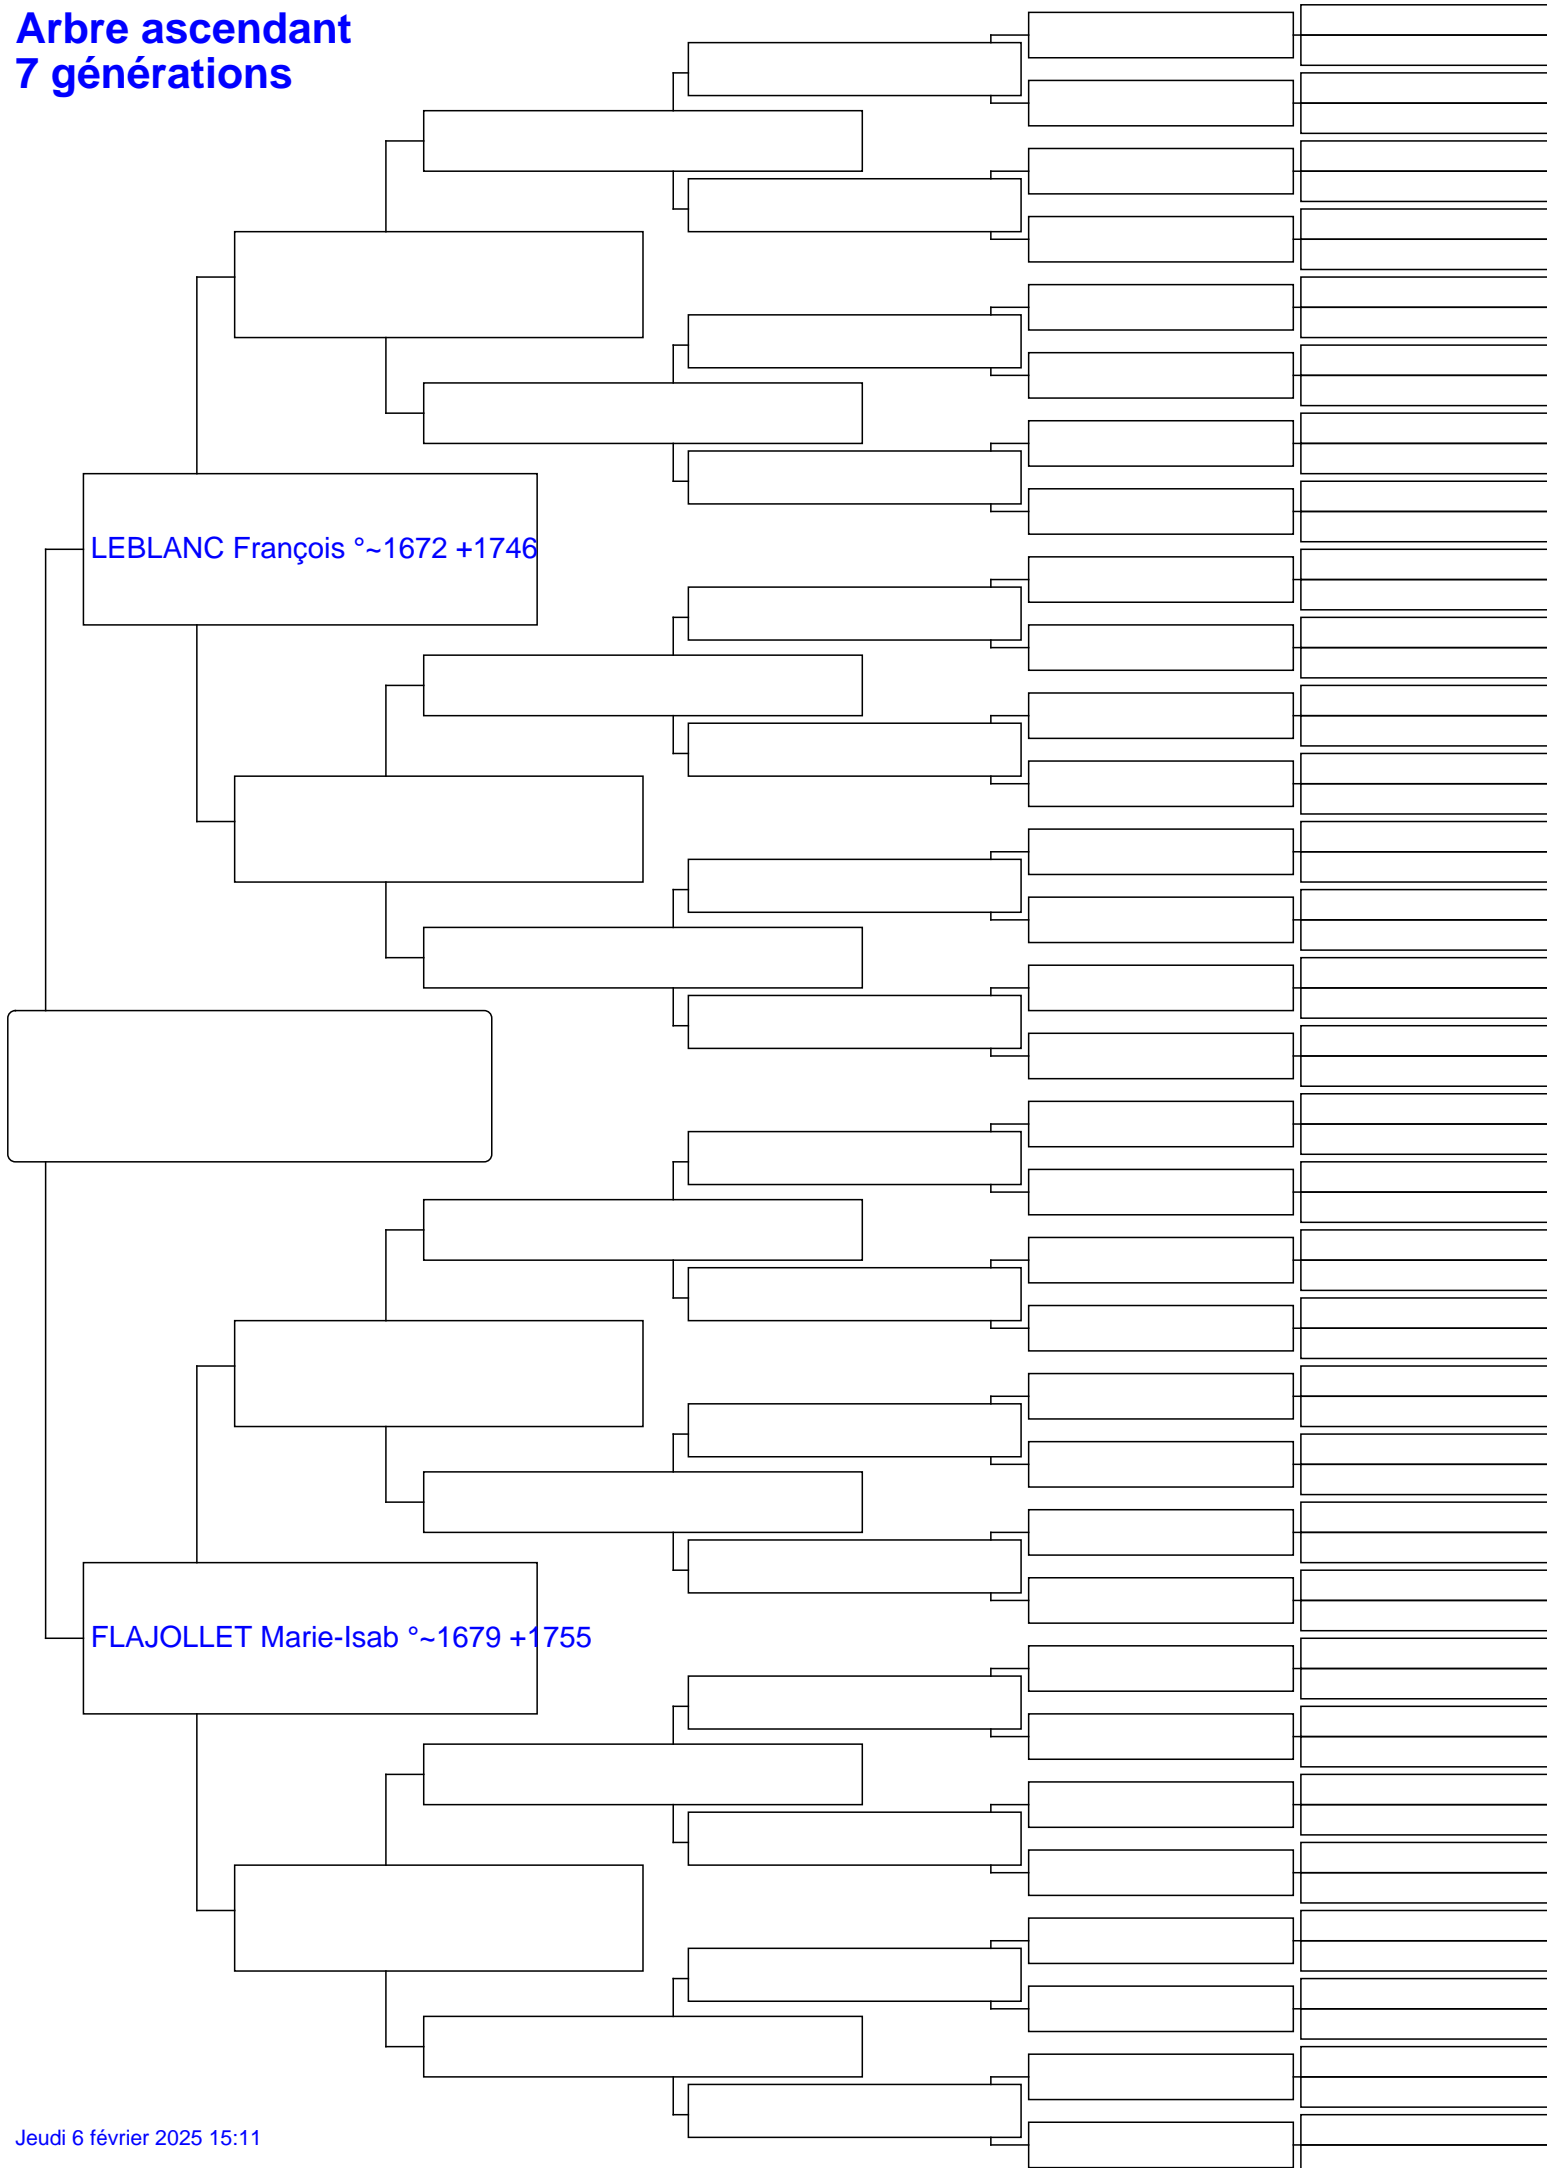 Arbre ascendant
7 générations
LEBLANC François °~1672 +1746
FLAJOLLET Marie-Isab °~1679 +1755
Jeudi 6 février 2025 15:11